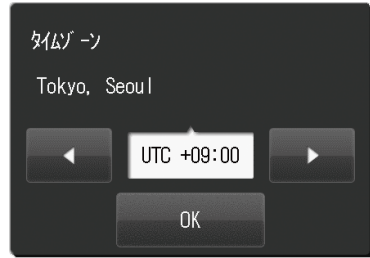 ﾀｲﾑｿﾞｰﾝ
Tokyo, Seoul
UTC +09:00
OK